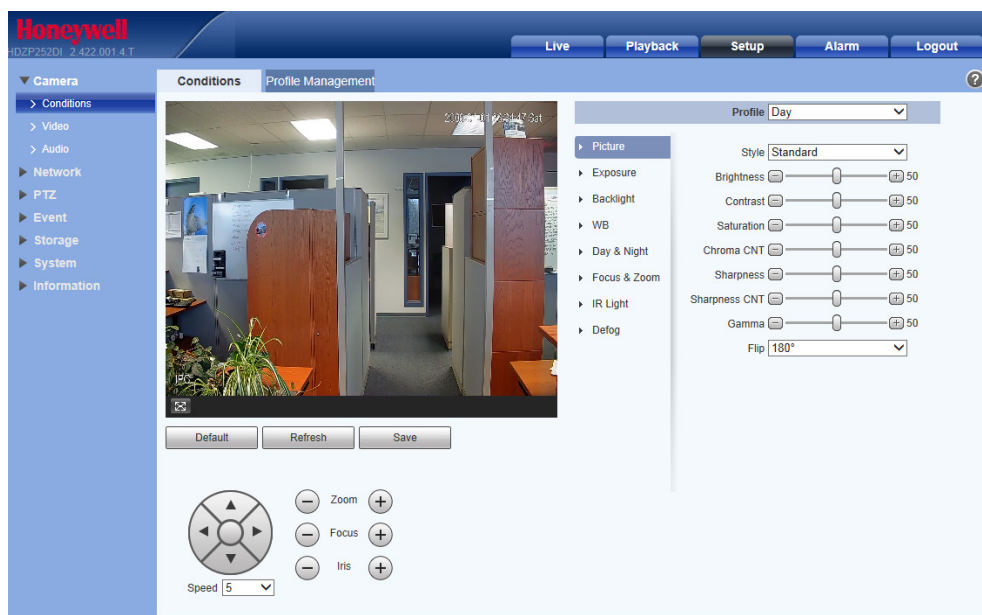 Honeywell
HDZP252DI 2.422.001.4.T
Live
Playback
Setup
Alarm
Logout
Camera
Conditions
Video
Audio
Network
PTZ
Event
Storage
System
Information
Conditions
Profile Management
?
Sat
IPC
Default
Refresh
Save
Zoom
Focus
Iris
Speed 5
Profile Day
Picture
Exposure
Backlight
WB
Day & Night
Focus & Zoom
IR Light
Defog
Style Standard
Brightness 50
Contrast 50
Saturation 50
Chroma CNT 50
Sharpness 50
Sharpness CNT 50
Gamma 50
Flip 180°